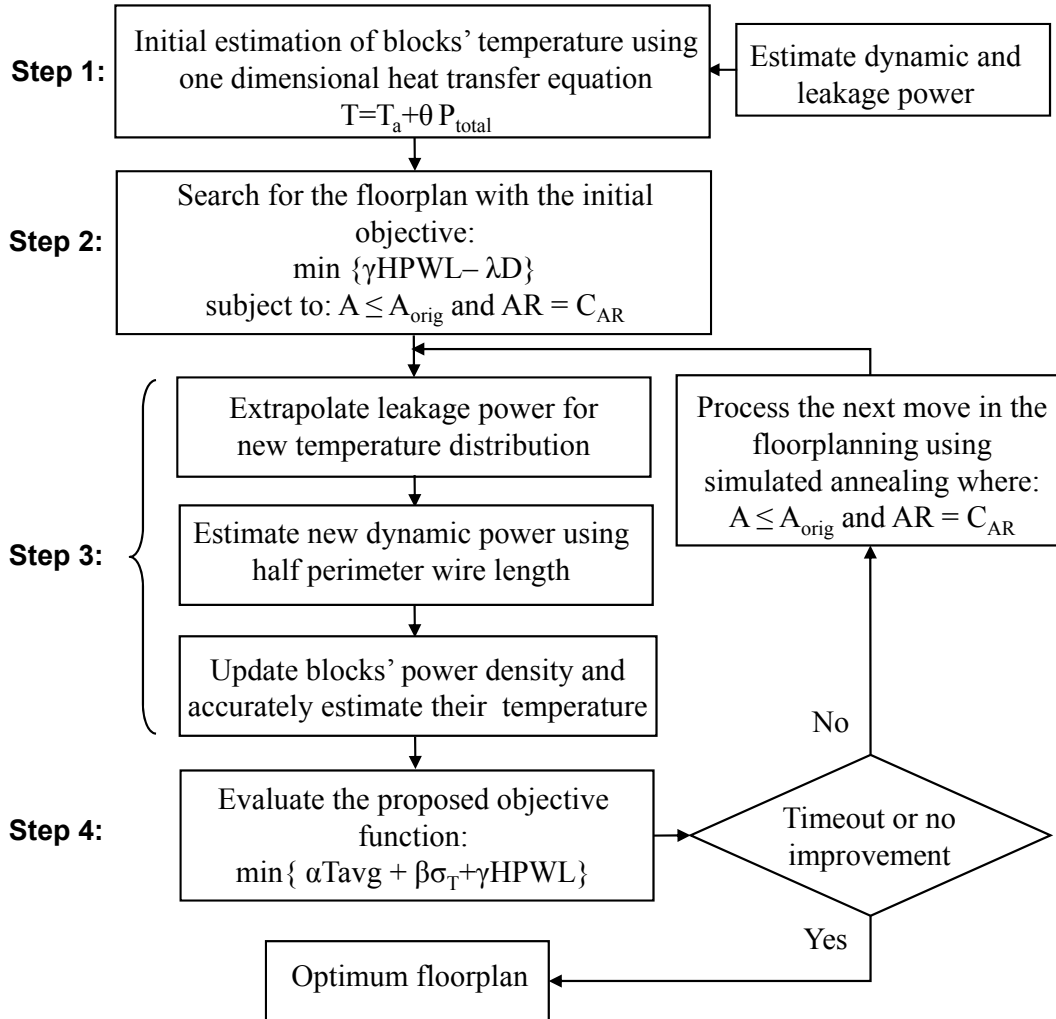 Step 1:
Initial estimation of blocks’ temperature using
one dimensional heat transfer equation
T=Ta+θ Ptotal
Estimate dynamic and
leakage power
Step 2:
Search for the floorplan with the initial
objective:
min {γHPWL– λD}
subject to: A ≤ Aorig and AR = CAR
Step 3:
Extrapolate leakage power for
new temperature distribution
Estimate new dynamic power using
half perimeter wire length
Update blocks’ power density and
accurately estimate their temperature
Process the next move in the
floorplanning using
simulated annealing where:
A ≤ Aorig and AR = CAR
No
Step 4:
Evaluate the proposed objective
function:
min{ αTavg + βσT+γHPWL}
Timeout or no
improvement
Yes
Optimum floorplan